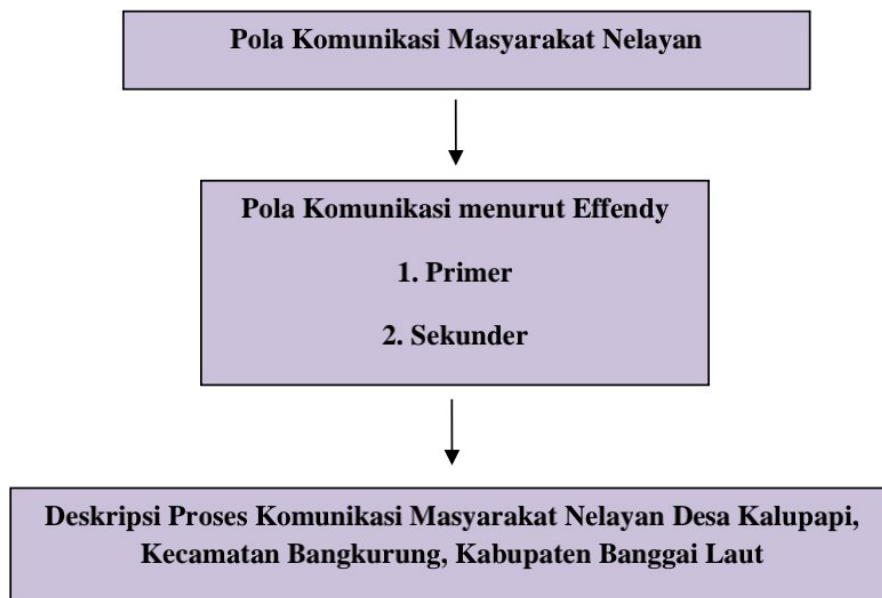 Pola Komunikasi Masyarakat Nelayan
Pola Komunikasi menurut Effendy
1. Primer
2. Sekunder
Deskripsi Proses Komunikasi Masyarakat Nelayan Desa Kalupapi,
Kecamatan Bangkurung, Kabupaten Banggai Laut